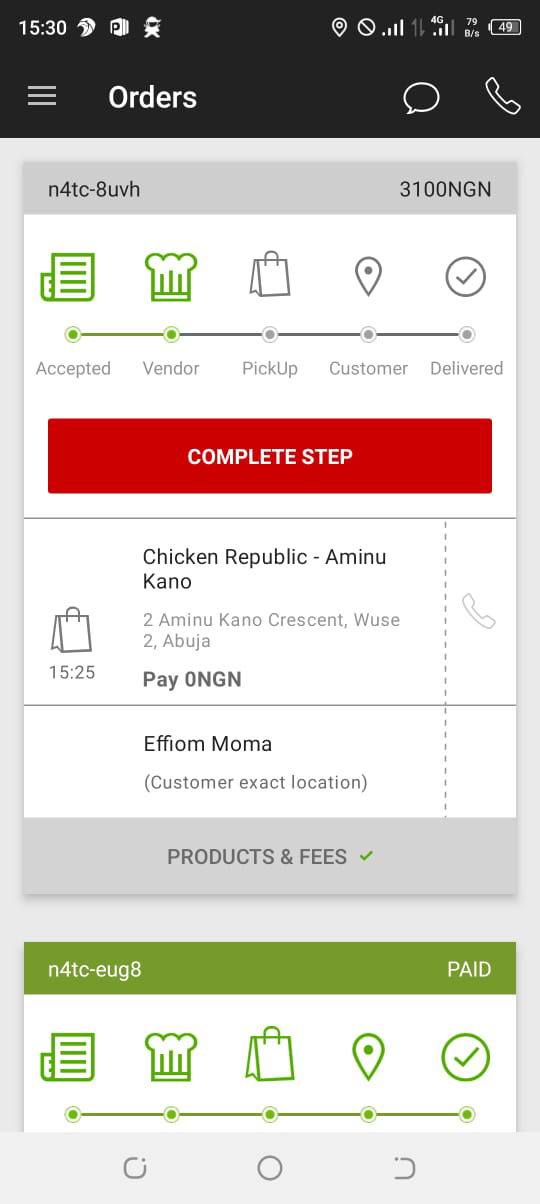 15:30
4G
79
B/s
49
Orders
n4tc-8uvh
3100NGN
Accepted
Vendor
PickUp
Customer
Delivered
COMPLETE STEP
Chicken Republic - Aminu
Kano
2 Aminu Kano Crescent, Wuse
2, Abuja
15:25
Pay 0NGN
Effiom Moma
(Customer exact location)
PRODUCTS & FEES
n4tc-eug8
PAID